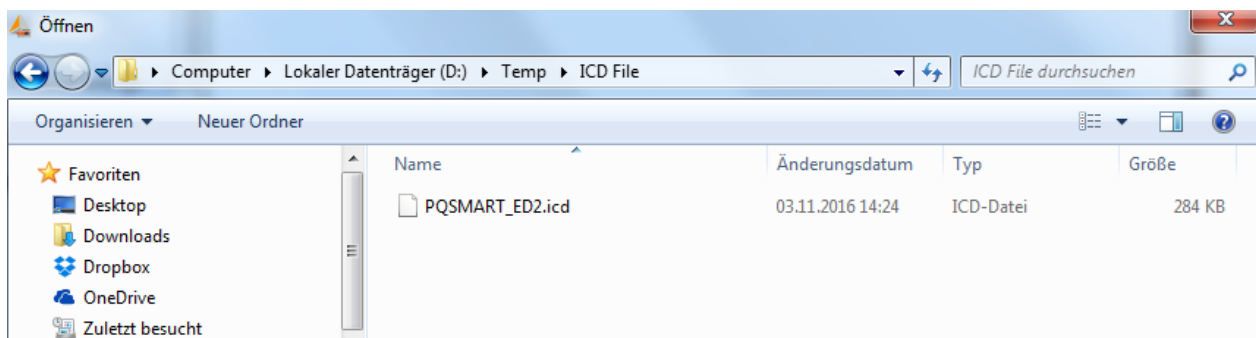 Öffnen
Computer Lokaler Datenträger (D:) Temp ICD File ICD File durchsuchen
Organisieren Neuer Ordner
Favoriten
Desktop
Downloads
Dropbox
OneDrive
Zuletzt besucht
Name Änderungsdatum Typ Größe
PQSMART_ED2.icd 03.11.2016 14:24 ICD-Datei 284 KB